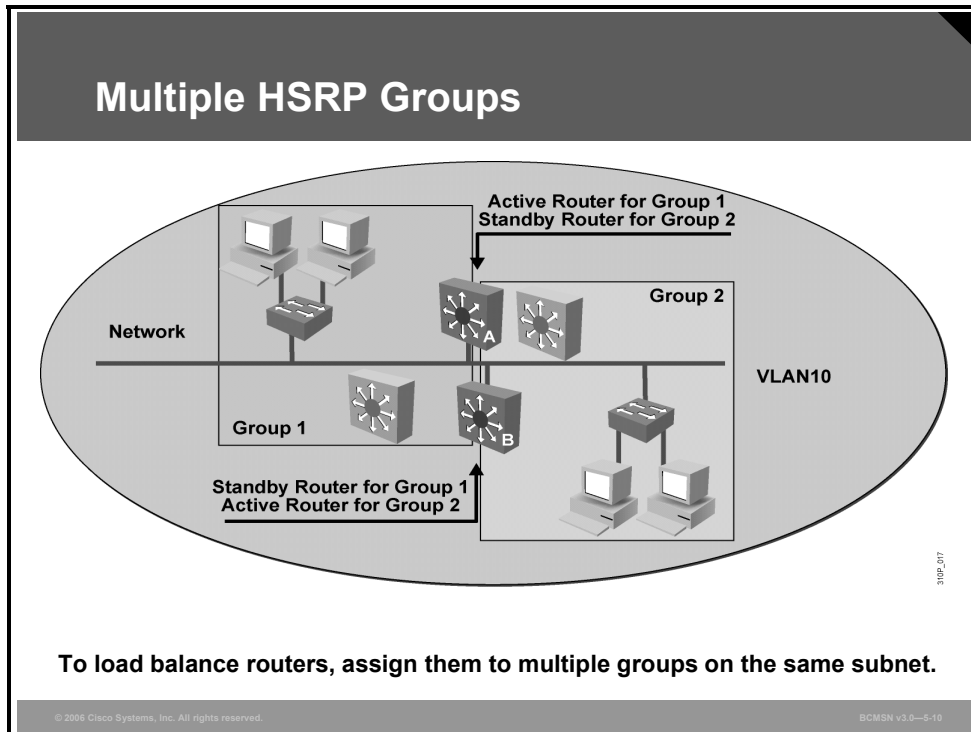 Multiple HSRP Groups
Active Router for Group 1
Standby Router for Group 2
Group 2
Network
A
VLAN10
B
Group 1
Standby Router for Group 1
Active Router for Group 2
310P_017
To load balance routers, assign them to multiple groups on the same subnet.
© 2006 Cisco Systems, Inc. All rights reserved.
BCMSN v3.0—5-10